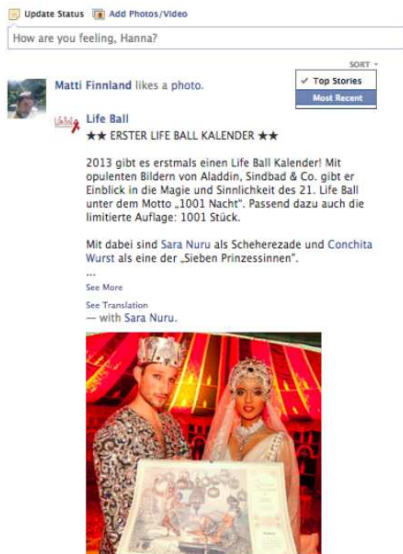 Update Status Add Photos/Video
How are you feeling, Hanna?
SORT
✓ Top Stories
Most Recent
Matti Finnland likes a photo.
Life Ball
★★ ERSTER LIFE BALL KALENDER ★★
2013 gibt es erstmals einen Life Ball Kalender! Mit
opulenten Bildern von Aladdin, Sindbad & Co. gibt er
Einblick in die Magie und Sinnlichkeit des 21. Life Ball
unter dem Motto „1001 Nacht". Passend dazu auch die
limitierte Auflage: 1001 Stück.
Mit dabei sind Sara Nuru als Scheherezade und Conchita
Wurst als eine der „Sieben Prinzessinnen".
...
See More
See Translation
— with Sara Nuru.